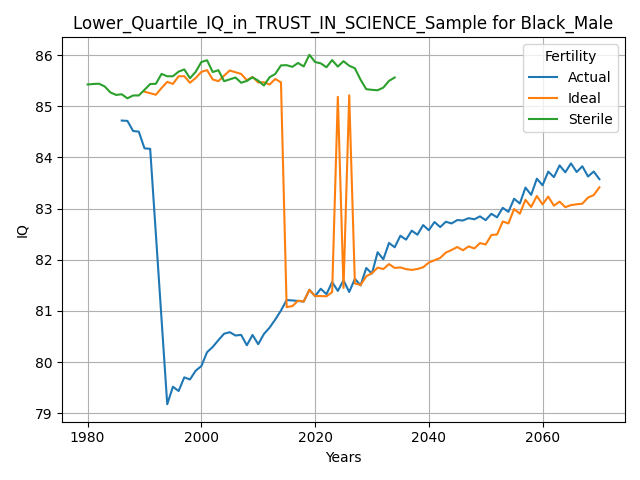 Lower_Quartile_IQ_in_TRUST_IN_SCIENCE_Sample for Black_Male
Fertility
Actual
Ideal
Sterile
IQ
86
85
84
83
82
81
80
79
1980
2000
2020
2040
2060
Years